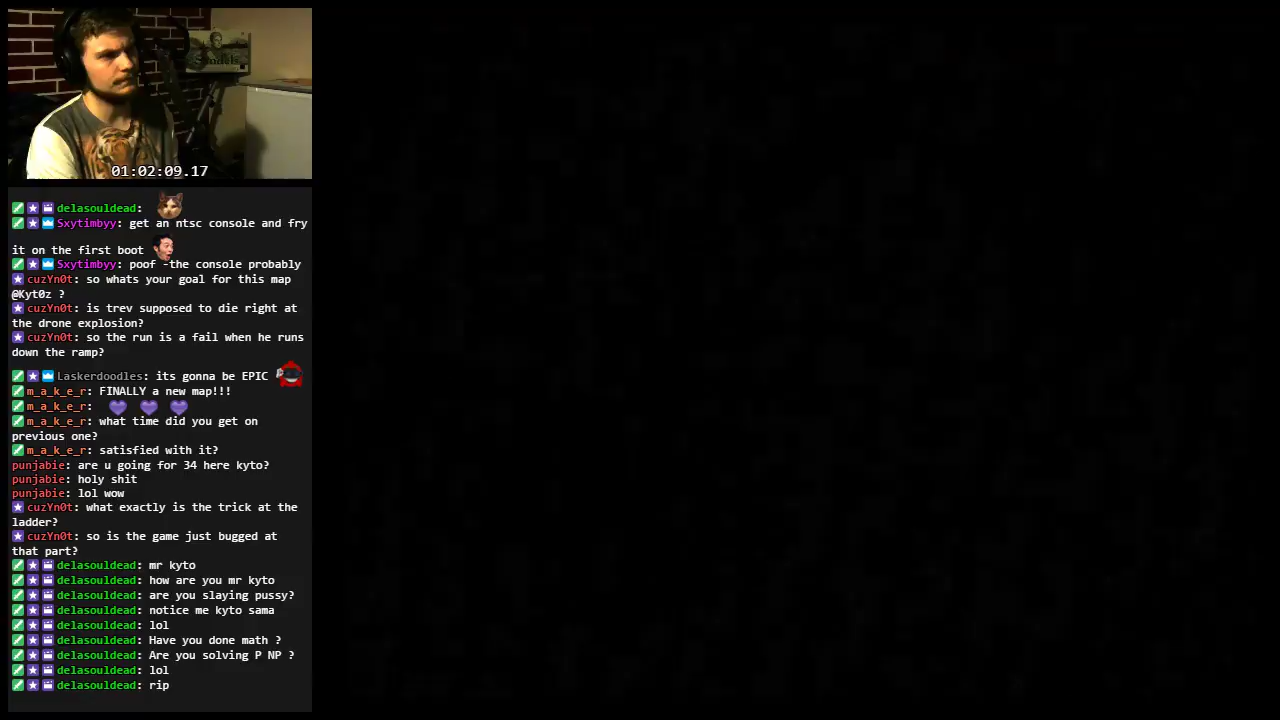 Sandels
01:02:09.17
delasouldead:
Sxytimbyy: get an ntsc console and fry
it on the first boot
Sxytimbyy: poof -the console probably
cuzYn0t: so whats your goal for this map
@Kyt0z ?
cuzYn0t: is trev supposed to die right at
the drone explosion?
cuzYn0t: so the run is a fail when he runs
down the ramp?
Laskerdoodles: its gonna be EPIC
m_a_k_e_r: FINALLY a new map!!!
m_a_k_e_r:
m_a_k_e_r: what time did you get on
previous one?
m_a_k_e_r: satisfied with it?
punjabie: are u going for 34 here kyto?
punjabie: holy shit
punjabie: lol wow
cuzYn0t: what exactly is the trick at the
ladder?
cuzYn0t: so is the game just bugged at
that part?
delasouldead: mr kyto
delasouldead: how are you mr kyto
delasouldead: are you slaying pussy?
delasouldead: notice me kyto sama
delasouldead: lol
delasouldead: Have you done math ?
delasouldead: Are you solving P NP ?
delasouldead: lol
delasouldead: rip